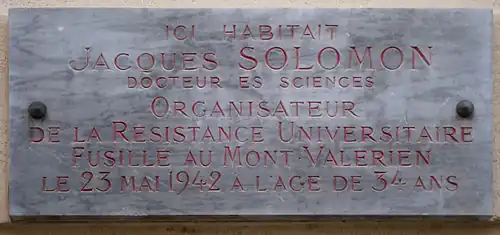 ICI HABITAIT
JACQUES SOLOMON
DOCTEUR ES SCIENCES
ORGANISATEUR
DE LA RESISTANCE UNIVERSITAIRE
FUSILLÉ AU MONT-VALERIEN
LE 23 MAI 1942 A L'AGE DE 34 ANS